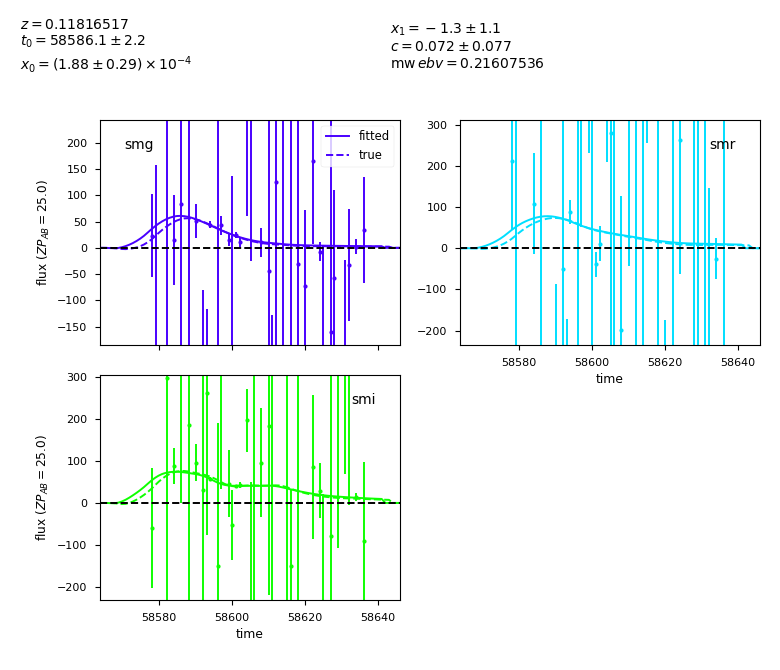 z = 0.11816517
t₀ = 58586.1 ± 2.2
x₀ = (1.88 ± 0.29) × 10⁻⁴
x₁ = −1.3 ± 1.1
c = 0.072 ± 0.077
mw ebv = 0.21607536
smg
fitted
true
200
150
100
50
0
−50
−100
−150
flux (ZP_AB = 25.0)
smr
300
200
100
0
−100
−200
58580 58600 58620 58640
time
smi
300
200
100
0
−100
−200
flux (ZP_AB = 25.0)
58580 58600 58620 58640
time